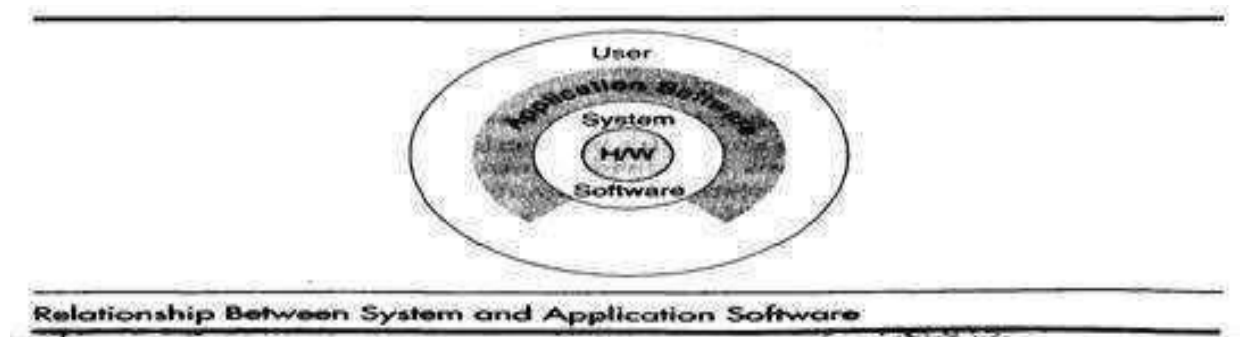 User
Application Software
System
H/W
Software
Relationship Between System and Application Software